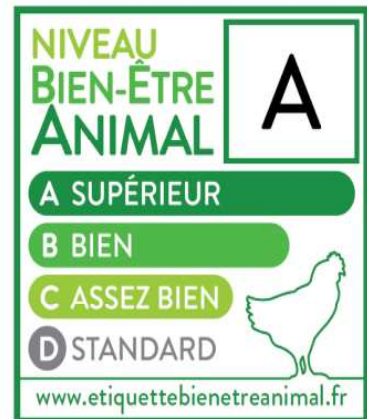 NIVEAU
BIEN-ÊTRE
ANIMAL
A
A SUPÉRIEUR
B BIEN
C ASSEZ BIEN
D STANDARD
www.etiquettebienetreanimal.fr